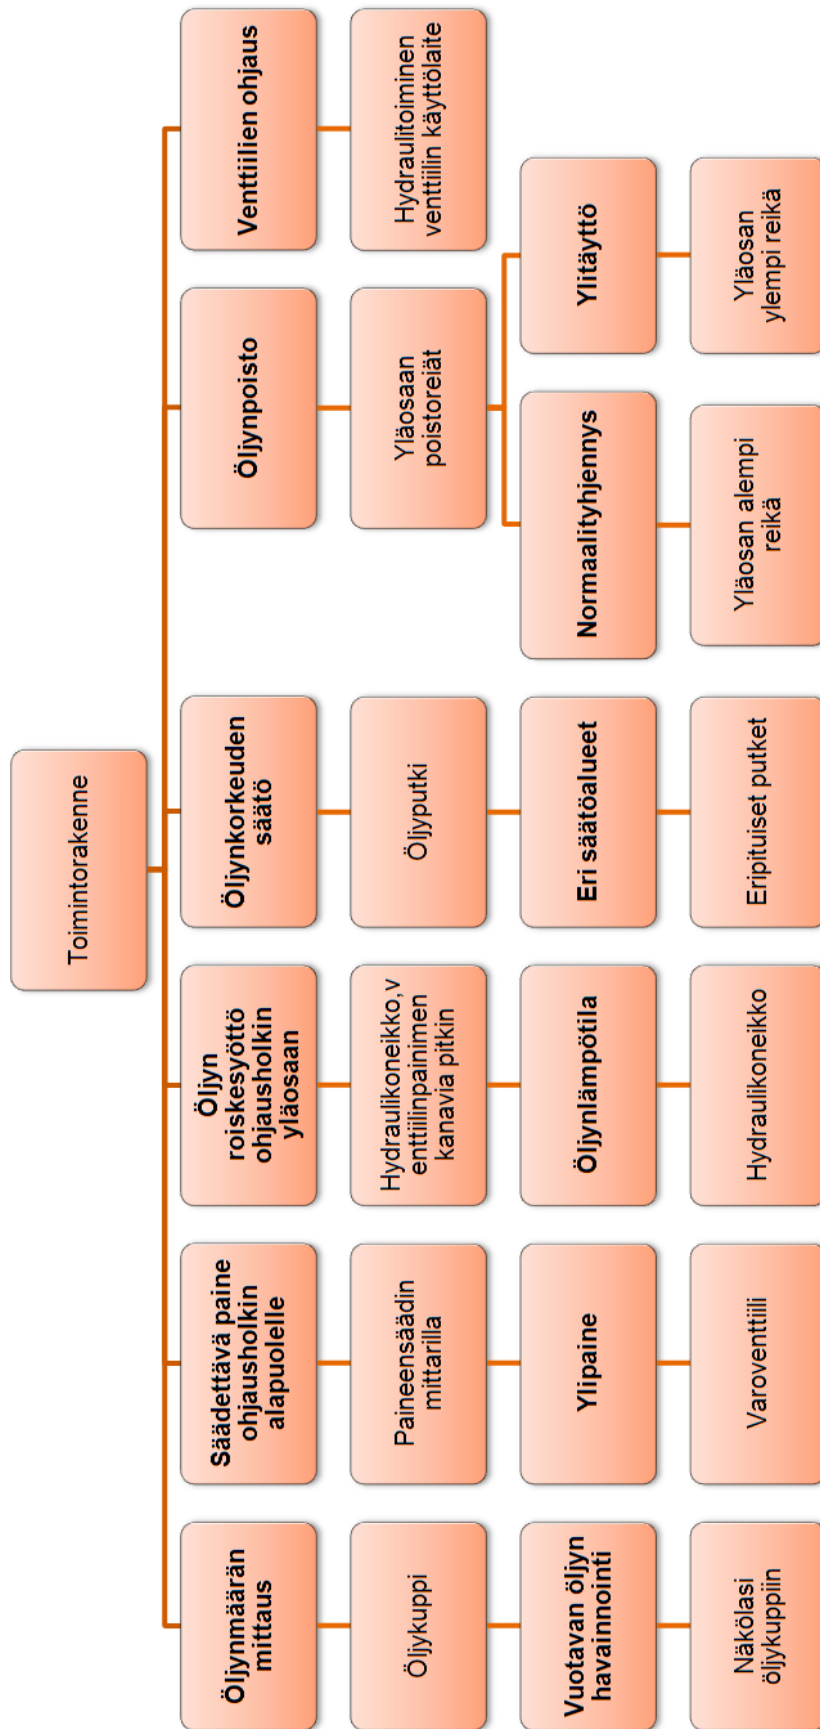 Toimintorakenne
Öljynmäärän
mittaus
Säädettävä paine
ohjausholkin
alapuolelle
Öljyn
roiskesyöttö
ohjausholkin
yläosaan
Öljynkorkeuden
säätö
Öljynpoisto
Venttiilien ohjaus
Öljykuppi
Paineensäädin
mittarilla
Hydraulikoneikko,v
enttiilinpainimen
kanavia pitkin
Öljyputki
Yläosaan
poistoreiät
Hydraulitoiminen
venttiilin käyttölaite
Vuotavan öljyn
havainnointi
Ylipaine
Öljynlämpötila
Eri säätöalueet
Normaalityhjennys
Ylitäyttö
Näkölasi
öljykuppiin
Varoventtiili
Hydraulikoneikko
Eripituiset putket
Yläosan alempi
reikä
Yläosan
ylempi reikä